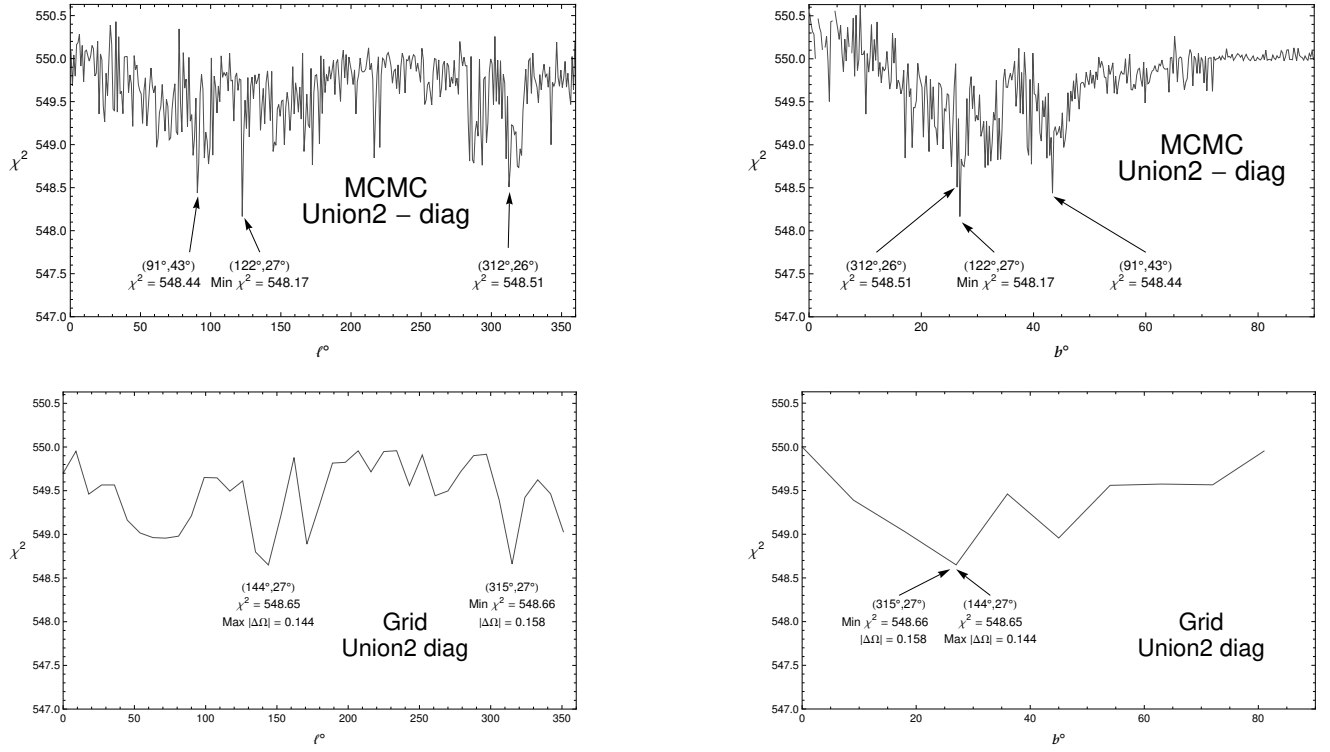 550.5
550.0
549.5
549.0
548.5
548.0
547.5
547.0
χ²
0 50 100 150 200 250 300 350
ℓ°
MCMC
Union2 − diag
(91°,43°)
χ² = 548.44
(122°,27°)
Min χ² = 548.17
(312°,26°)
χ² = 548.51
550.5
550.0
549.5
549.0
548.5
548.0
547.5
547.0
χ²
0 20 40 60 80
b°
MCMC
Union2 − diag
(312°,26°)
χ² = 548.51
(122°,27°)
Min χ² = 548.17
(91°,43°)
χ² = 548.44
550.5
550.0
549.5
549.0
548.5
548.0
547.5
547.0
χ²
0 50 100 150 200 250 300 350
ℓ°
(144°,27°)
χ² = 548.65
Max |ΔΩ| = 0.144
(315°,27°)
Min χ² = 548.66
|ΔΩ| = 0.158
Grid
Union2 diag
550.5
550.0
549.5
549.0
548.5
548.0
547.5
547.0
χ²
0 20 40 60 80
b°
(315°,27°)
Min χ² = 548.66
|ΔΩ| = 0.158
(144°,27°)
χ² = 548.65
Max |ΔΩ| = 0.144
Grid
Union2 diag